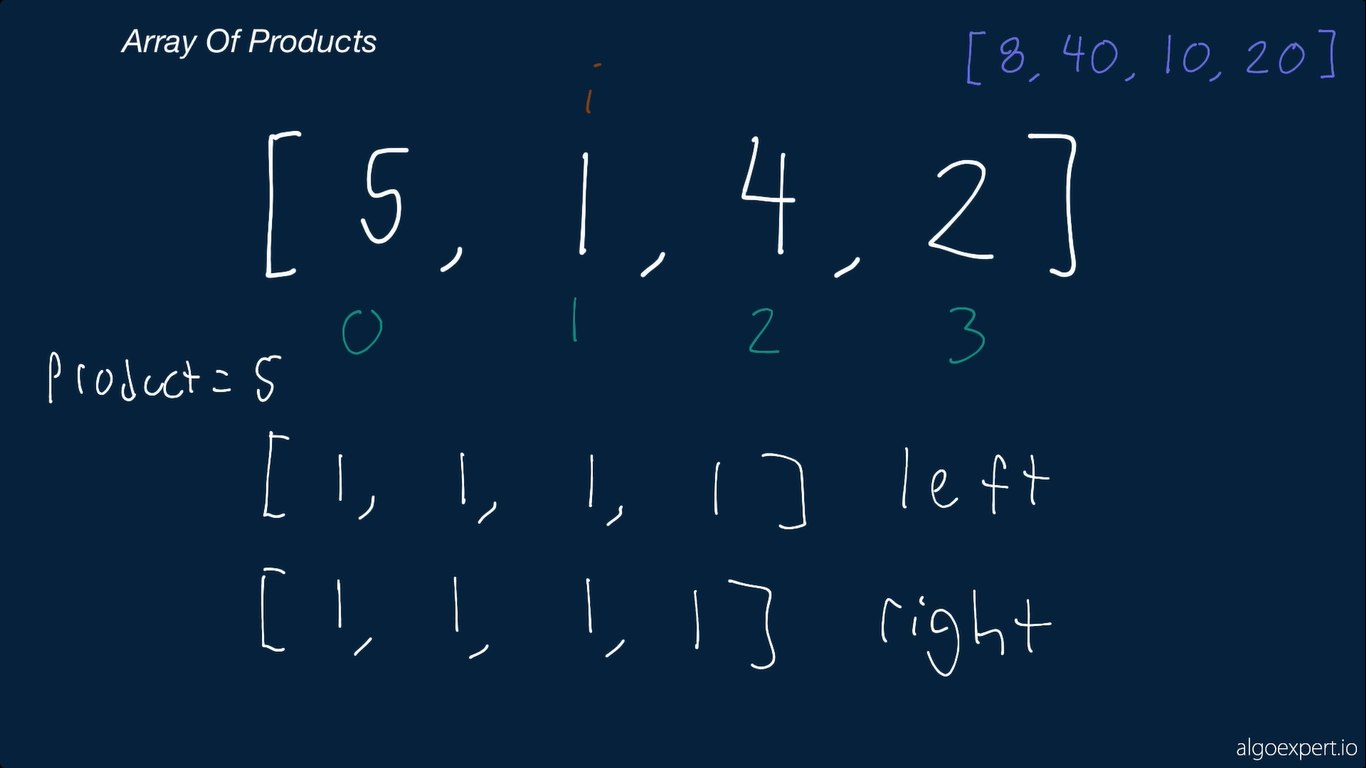 Array Of Products
[8, 40, 10, 20]
i
[5, 1, 4, 2]
0 1 2 3
Product = 5
[1, 1, 1, 1] left
[1, 1, 1, 1] right
algoexpert.io